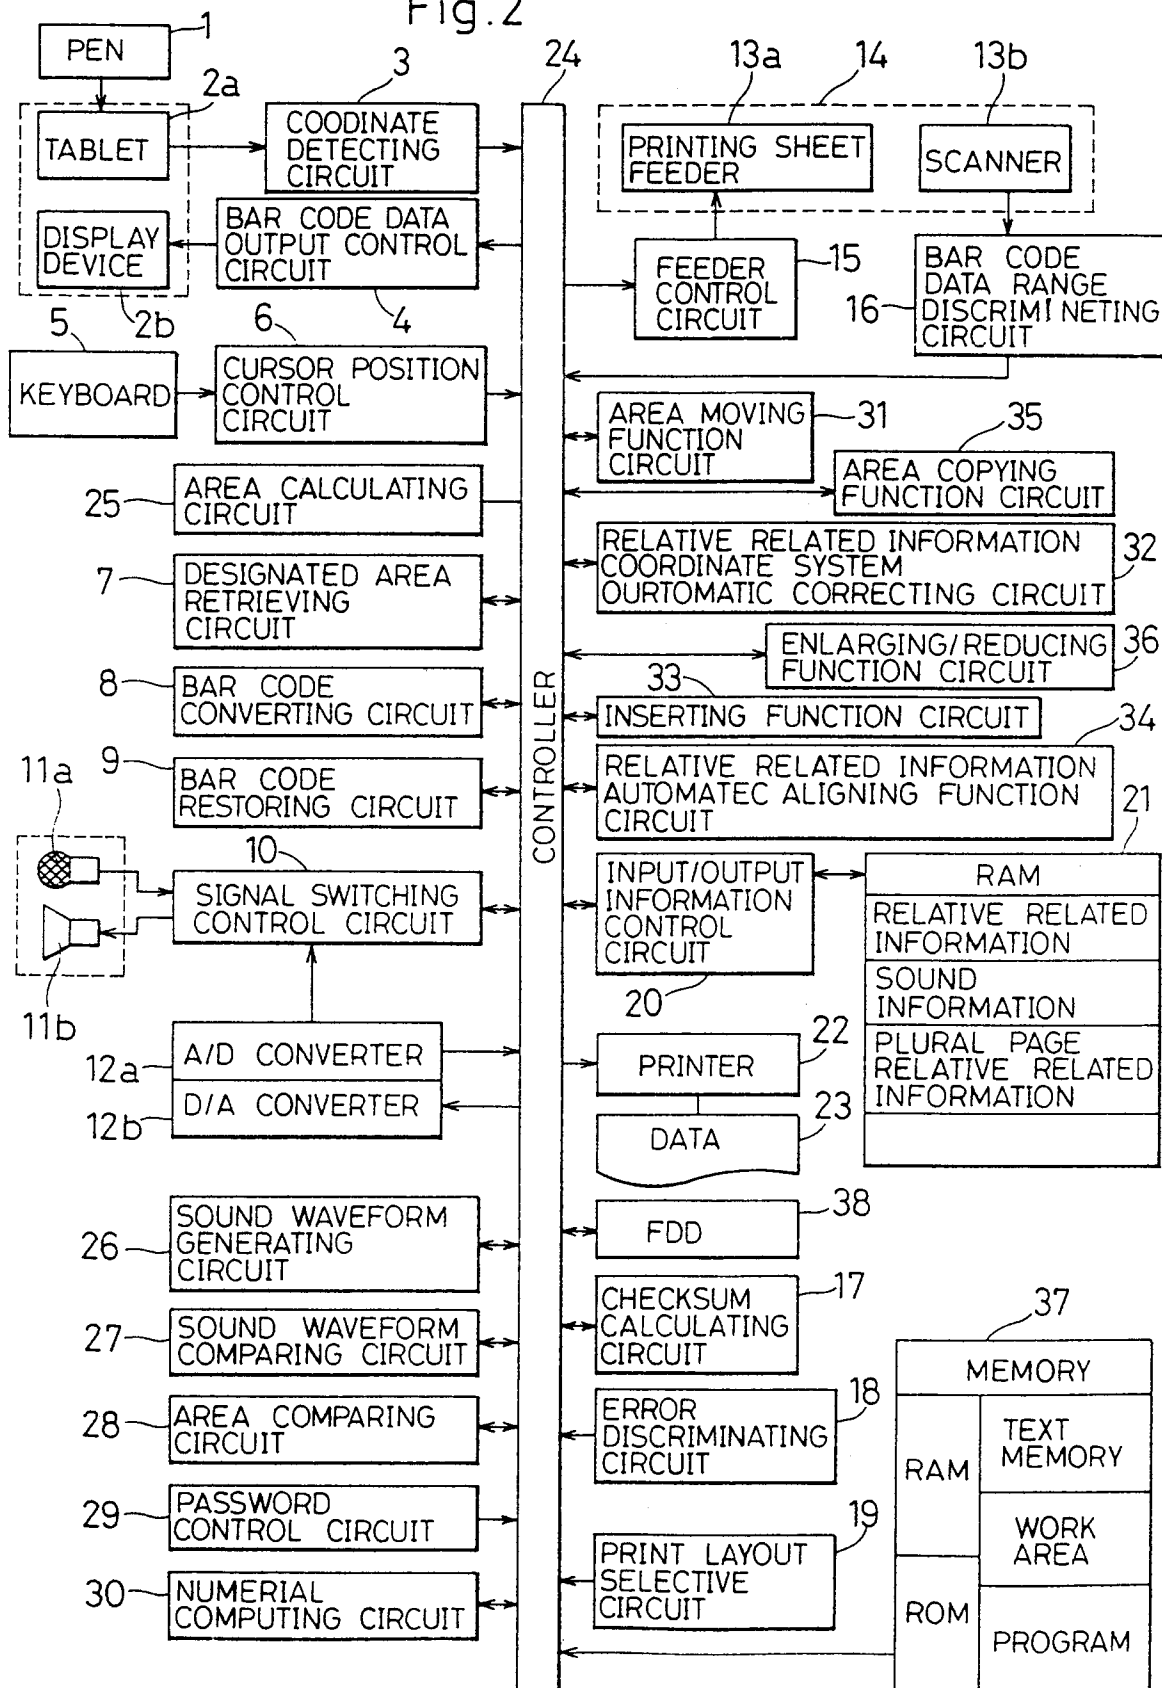 Fig.2
PEN
1
2a
TABLET
3
COODINATE
DETECTING
CIRCUIT
24
13a
14
13b
PRINTING SHEET
FEEDER
SCANNER
DISPLAY
DEVICE
2b
BAR CODE DATA
OUTPUT CONTROL
CIRCUIT
4
FEEDER
CONTROL
CIRCUIT
15
16
BAR CODE
DATA RANGE
DISCRIMINETING
CIRCUIT
5
KEYBOARD
6
CURSOR POSITION
CONTROL
CIRCUIT
AREA MOVING
FUNCTION
CIRCUIT
31
35
AREA COPYING
FUNCTION CIRCUIT
25
AREA CALCULATING
CIRCUIT
RELATIVE RELATED INFORMATION
COORDINATE SYSTEM
OURTOMATIC CORRECTING CIRCUIT
32
7
DESIGNATED AREA
RETRIEVING
CIRCUIT
ENLARGING/REDUCING
FUNCTION CIRCUIT
36
8
BAR CODE
CONVERTING CIRCUIT
CONTROLLER
33
INSERTING FUNCTION CIRCUIT
34
9
BAR CODE
RESTORING CIRCUIT
RELATIVE RELATED INFORMATION
AUTOMATEC ALIGNING FUNCTION
CIRCUIT
11a
11b
10
SIGNAL SWITCHING
CONTROL CIRCUIT
INPUT/OUTPUT
INFORMATION
CONTROL
CIRCUIT
20
21
RAM
RELATIVE RELATED
INFORMATION
SOUND
INFORMATION
PLURAL PAGE
RELATIVE RELATED
INFORMATION
12a
A/D CONVERTER
12b
D/A CONVERTER
PRINTER
22
DATA
23
26
SOUND WAVEFORM
GENERATING
CIRCUIT
FDD
38
27
SOUND WAVEFORM
COMPARING CIRCUIT
CHECKSUM
CALCULATING
CIRCUIT
17
28
AREA COMPARING
CIRCUIT
ERROR
DISCRIMINATING
CIRCUIT
18
29
PASSWORD
CONTROL CIRCUIT
30
NUMERIAL
COMPUTING CIRCUIT
PRINT LAYOUT
SELECTIVE
CIRCUIT
19
37
MEMORY
RAM
TEXT
MEMORY
WORK
AREA
ROM
PROGRAM